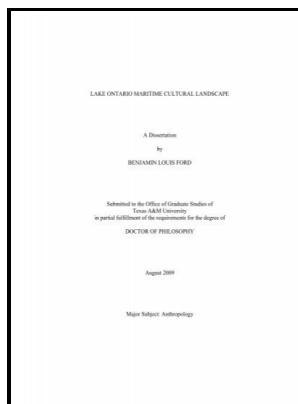 LAKE ONTARIO MARITIME CULTURAL LANDSCAPE
A Dissertation
by
BENJAMIN LOUIS FORD
Submitted to the Office of Graduate Studies of
Texas A&M University
in partial fulfillment of the requirements for the degree of
DOCTOR OF PHILOSOPHY
August 2009
Major Subject: Anthropology